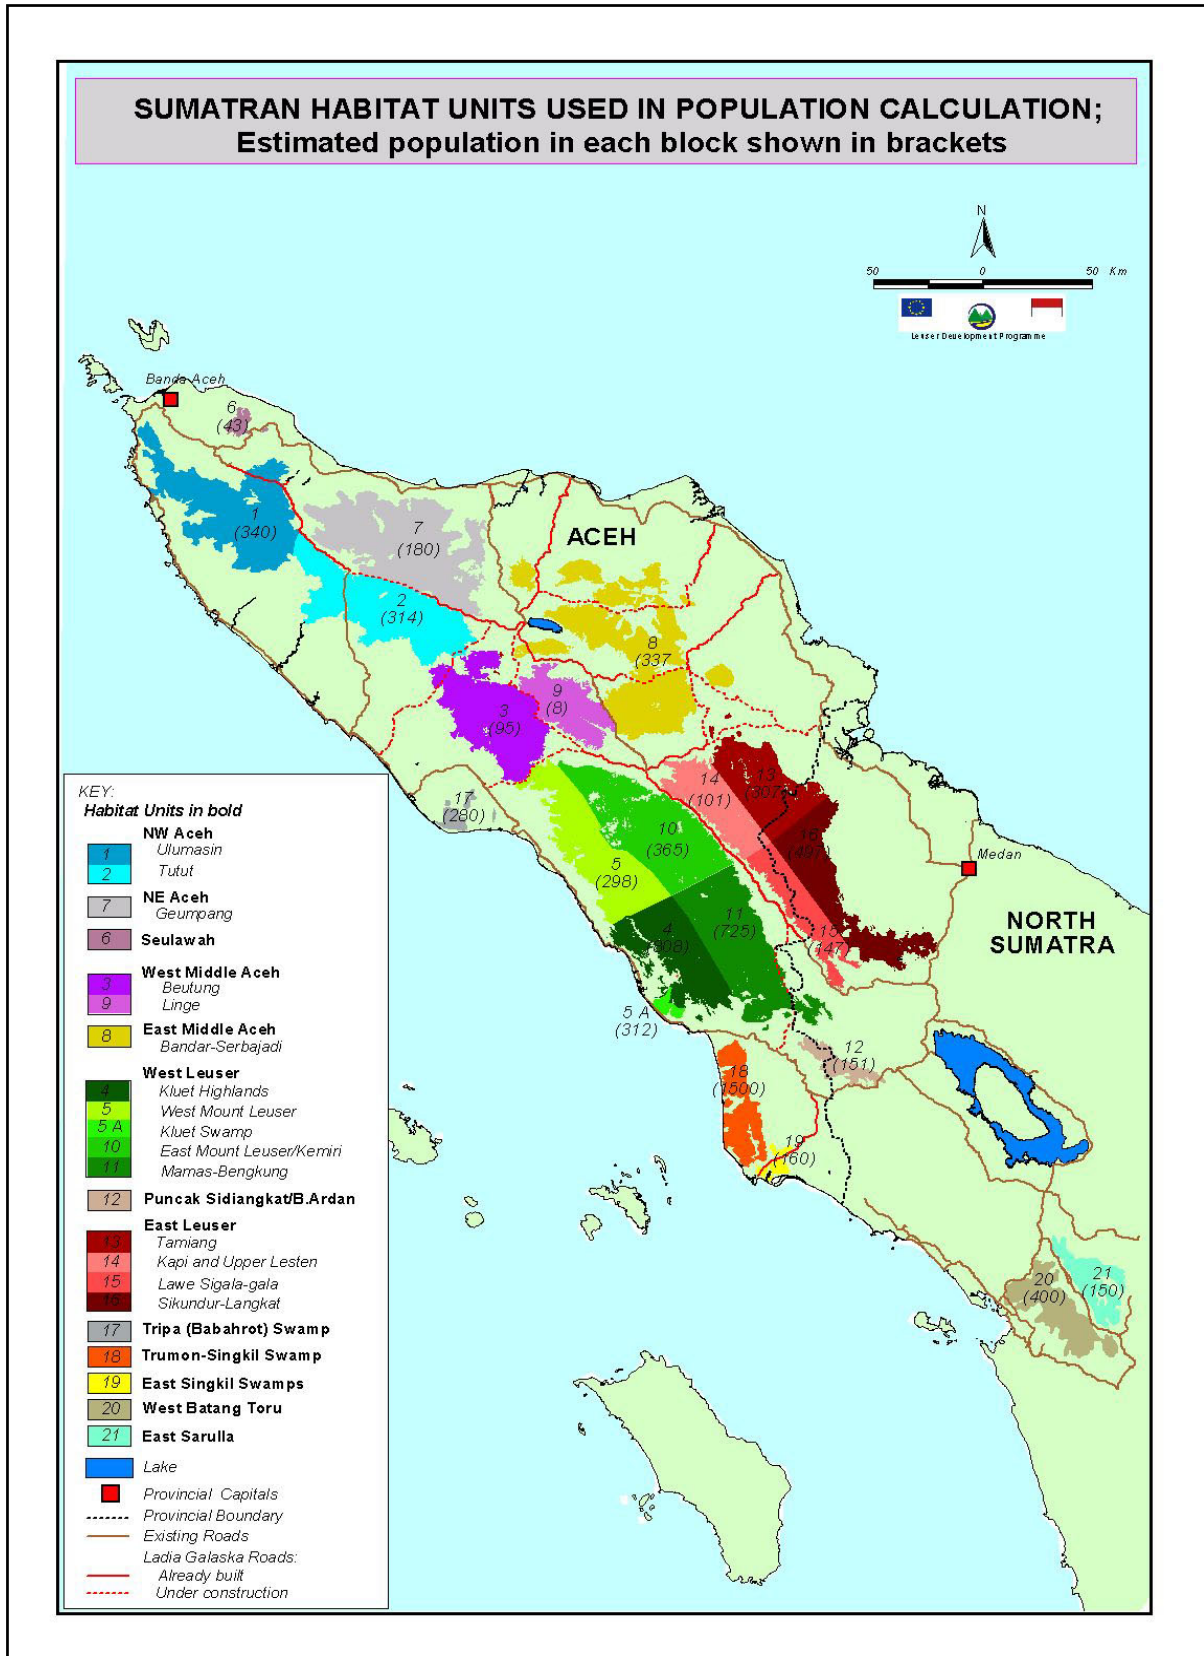 SUMATRAN HABITAT UNITS USED IN POPULATION CALCULATION;
Estimated population in each block shown in brackets
N
50 0 50 Km
Leuser Development Programme
Banda Aceh
6
(43)
1
(340)
7
(180)
ACEH
2
(314)
8
(337
9
(8)
3
(95)
14
(101)
13
(307)
17
(280)
10
(365)
16
5
(298)
Medan
11
(725)
4
15
(147)
NORTH
SUMATRA
5 A
(312)
12
(151)
18
(1500)
19
(160)
20
(400)
21
(150)
KEY:
Habitat Units in bold
NW Aceh
1 Ulumasin
2 Tutut
NE Aceh
7 Geumpang
6 Seulawah
West Middle Aceh
3 Beutung
9 Linge
East Middle Aceh
8 Bandar-Serbajadi
West Leuser
4 Kluet Highlands
5 West Mount Leuser
5 A Kluet Swamp
10 East Mount Leuser/Kemiri
11 Mamas-Bengkung
12 Puncak Sidiangkat/B.Ardan
East Leuser
13 Tamiang
14 Kapi and Upper Lesten
15 Lawe Sigala-gala
16 Sikundur-Langkat
17 Tripa (Babahrot) Swamp
18 Trumon-Singkil Swamp
19 East Singkil Swamps
20 West Batang Toru
21 East Sarulla
Lake
Provincial Capitals
Provincial Boundary
Existing Roads
Ladia Galaska Roads:
Already built
Under construction